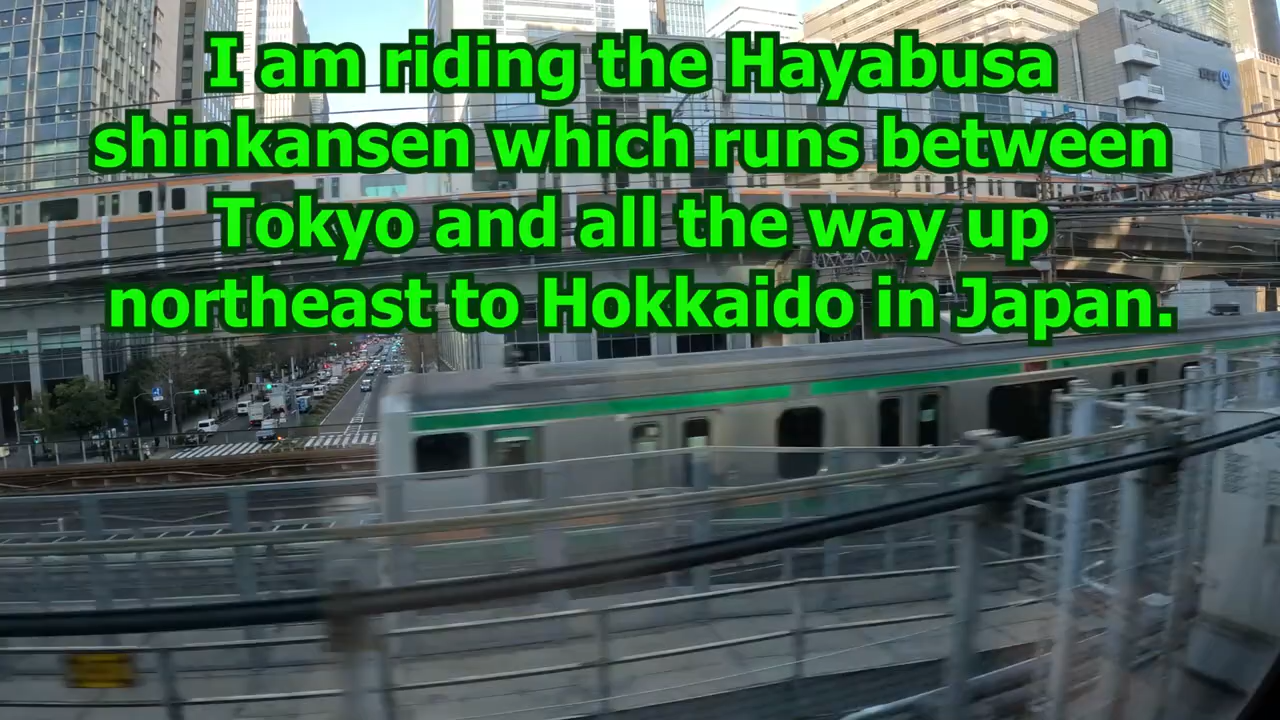 I am riding the Hayabusa
shinkansen which runs between
Tokyo and all the way up
northeast to Hokkaido in Japan.